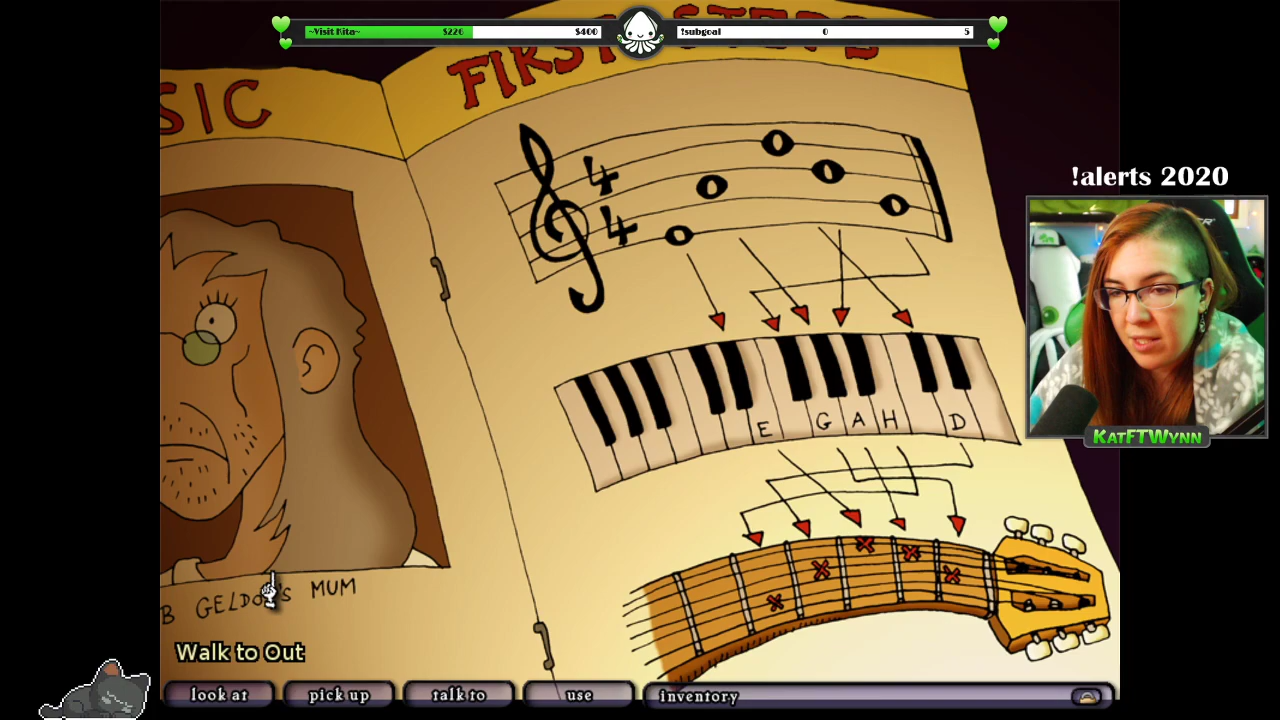 ~Visit Kita~ $226 $400
!subgoal 0 5
SIC
FIRST STEPS
4
4
!alerts 2020
KatFTWynn
E G A H D
B GELDOF'S MUM
Walk to Out
look at
pick up
talk to
use
inventory